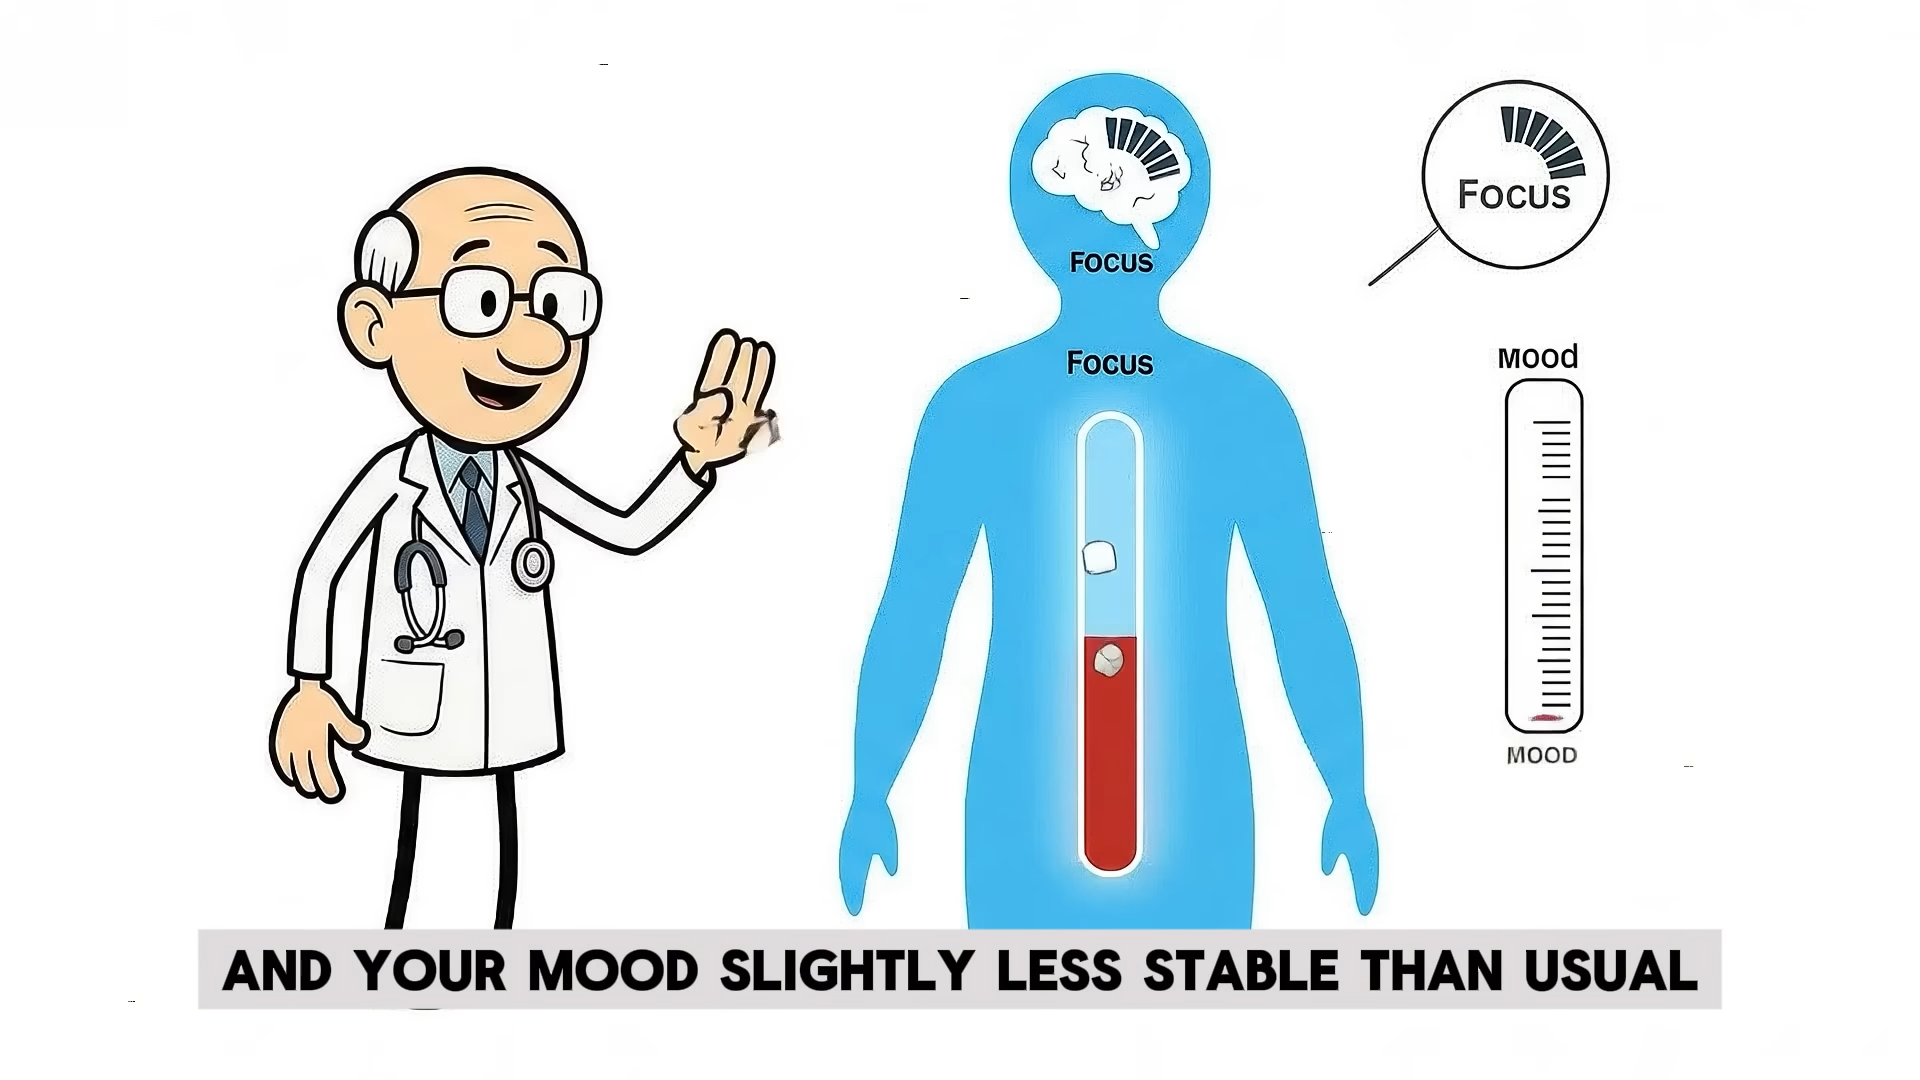 Focus
Focus
Focus
Mood
MOOD
AND YOUR MOOD SLIGHTLY LESS STABLE THAN USUAL